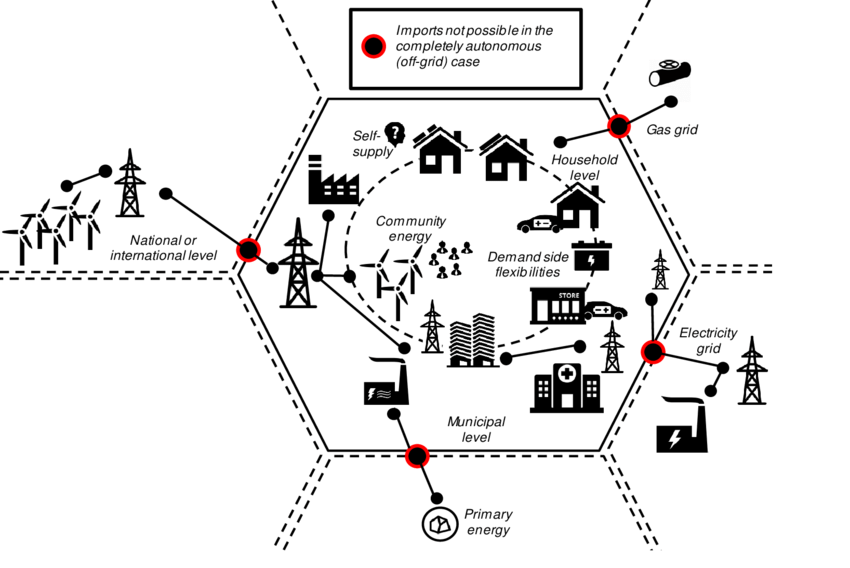 Imports not possible in the
completely autonomous
(off-grid) case
Gas grid
Self-
supply
?
Household
level
Community
energy
National or
international level
Demand side
flexibilities
STORE
Electricity
grid
Municipal
level
Primary
energy